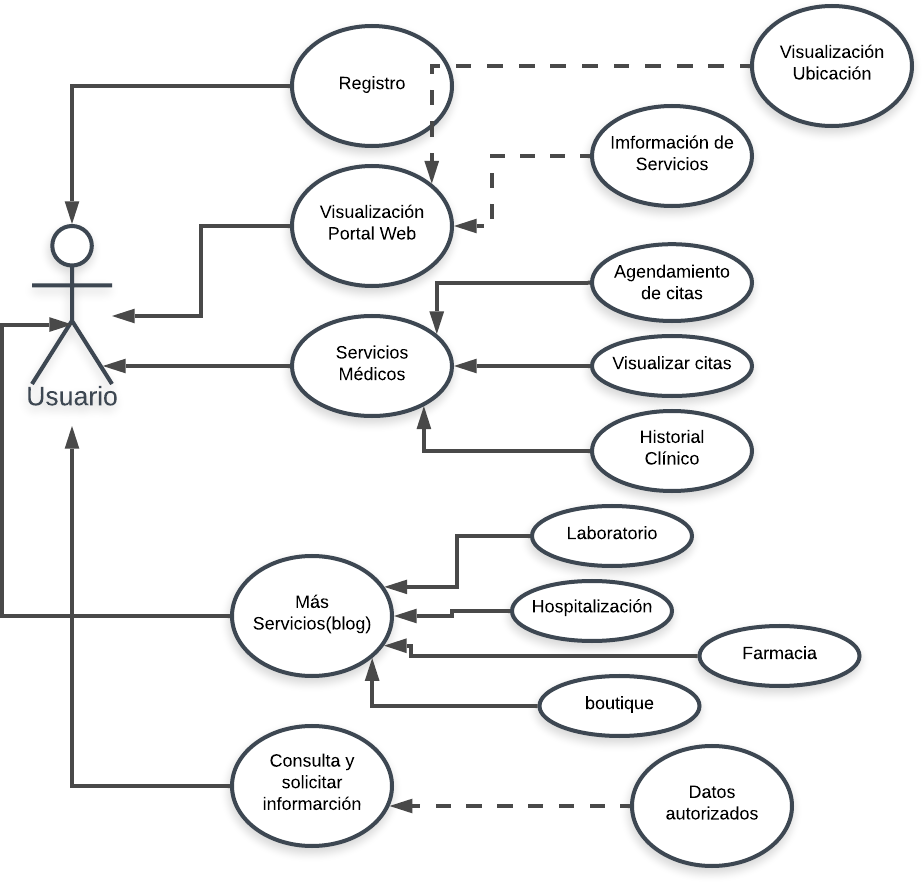 Visualización
Ubicación
Registro
Imformación de
Servicios
Visualización
Portal Web
Agendamiento
de citas
Servicios
Médicos
Visualizar citas
Usuario
Historial
Clínico
Laboratorio
Más
Servicios(blog)
Hospitalización
Farmacia
boutique
Consulta y
solicitar
informarción
Datos
autorizados